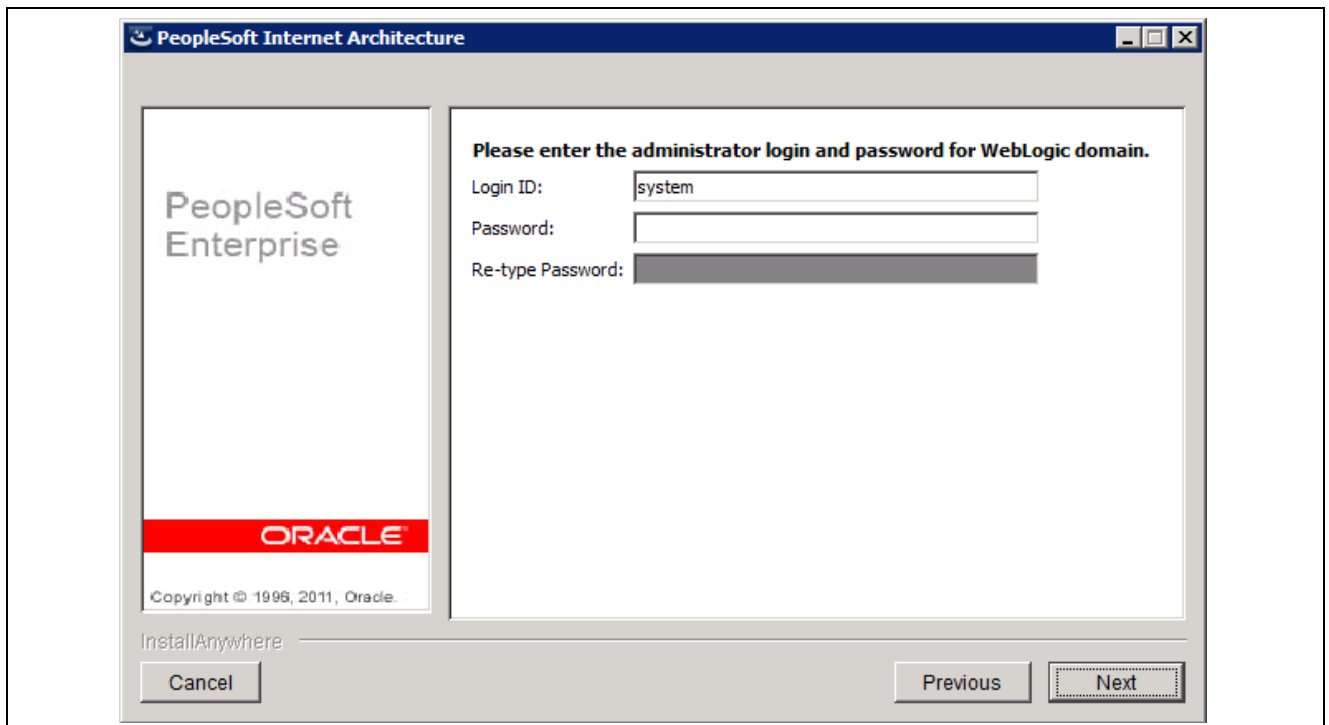 PeopleSoft Internet Architecture
PeopleSoft
Enterprise
ORACLE
Copyright © 1996, 2011, Oracle.
Please enter the administrator login and password for WebLogic domain.
Login ID: system
Password:
Re-type Password:
InstallAnywhere
Cancel Previous Next